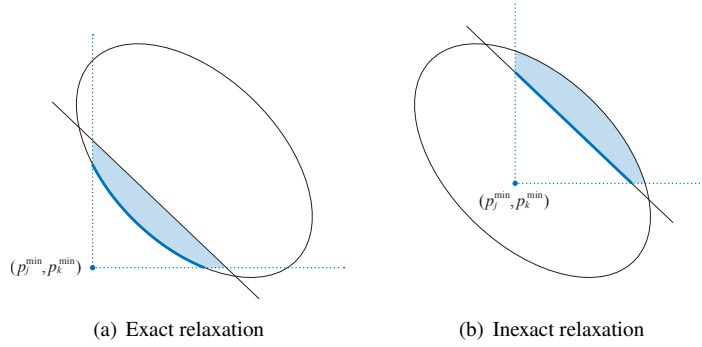 (p_j^min, p_k^min)
(p_j^min, p_k^min)
(a) Exact relaxation
(b) Inexact relaxation